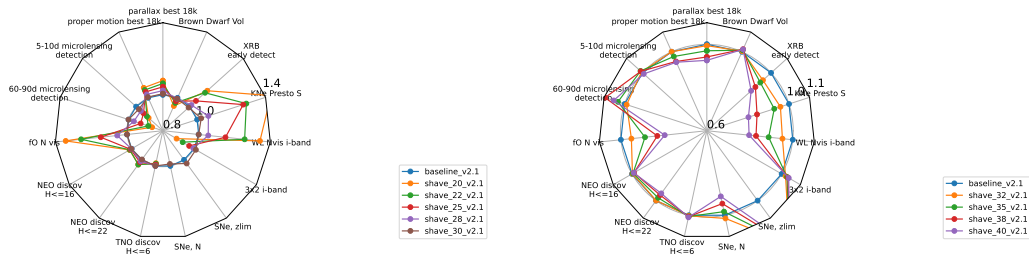 parallax best 18k
proper motion best 18k
Brown Dwarf Vol
5-10d microlensing
detection
XRB
early detect
60-90d microlensing
detection
1.4
KNe Presto S
1.0
0.8
fO N vis
WL Nvis i-band
NEO discov
H<=16
3x2 i-band
NEO discov
H<=22
SNe, zlim
TNO discov
H<=6
SNe, N
baseline_v2.1
shave_20_v2.1
shave_22_v2.1
shave_25_v2.1
shave_28_v2.1
shave_30_v2.1
parallax best 18k
proper motion best 18k
Brown Dwarf Vol
5-10d microlensing
detection
XRB
early detect
60-90d microlensing
detection
1.1
1.0
KNe Presto S
0.6
fO N vis
WL Nvis i-band
NEO discov
H<=16
3x2 i-band
NEO discov
H<=22
SNe, zlim
TNO discov
H<=6
SNe, N
baseline_v2.1
shave_32_v2.1
shave_35_v2.1
shave_38_v2.1
shave_40_v2.1